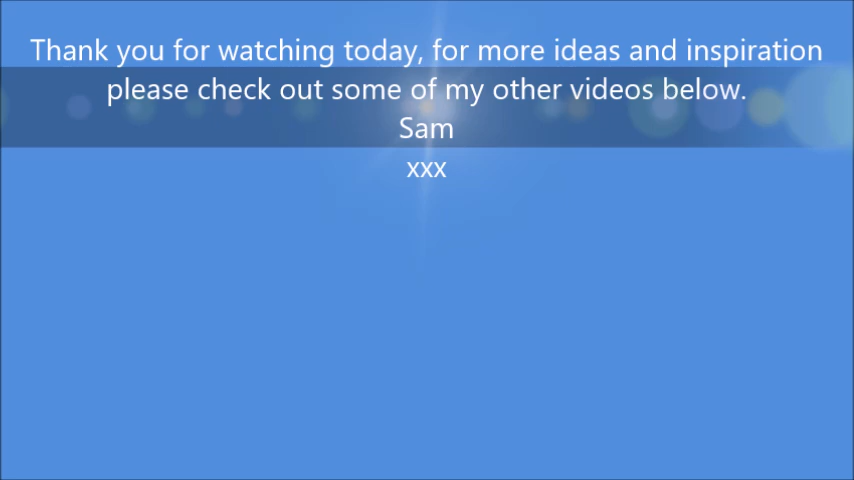 Thank you for watching today, for more ideas and inspiration
please check out some of my other videos below.
Sam
xxx